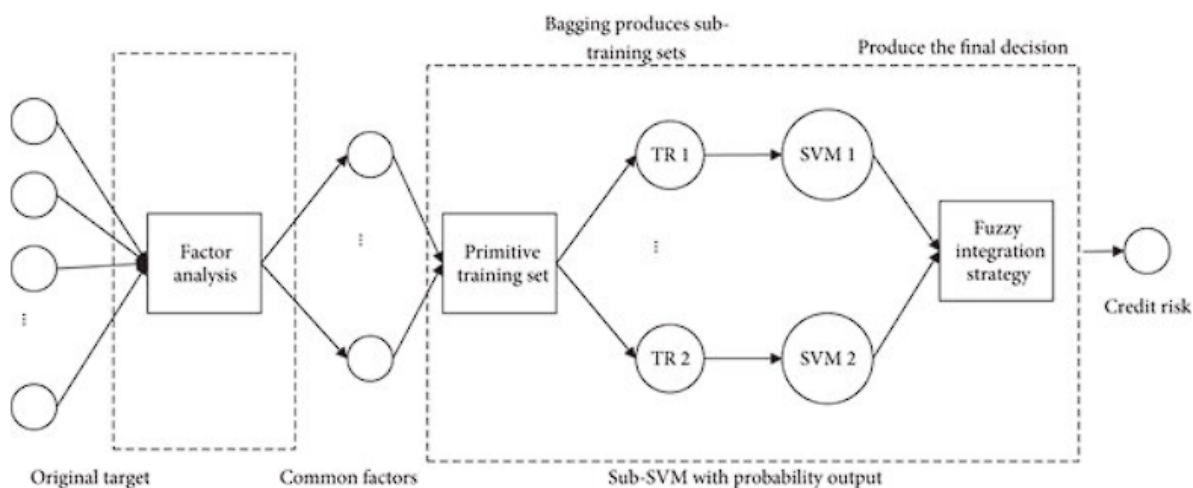 Bagging produces sub-
training sets
Produce the final decision
Factor
analysis
...
...
Primitive
training set
TR 1
...
TR 2
SVM 1
SVM 2
Fuzzy
integration
strategy
Credit risk
Original target
Common factors
Sub-SVM with probability output